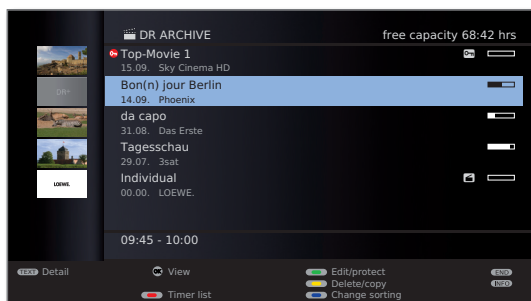 DR ARCHIVE free capacity 68:42 hrs
Top-Movie 1
15.09. Sky Cinema HD
DR+
Bon(n) jour Berlin
14.09. Phoenix
da capo
31.08. Das Erste
Tagesschau
29.07. 3sat
Individual
00.00. LOEWE.
LOEWE.
09:45 - 10:00
TEXT Detail OK View Edit/protect END
Delete/copy INFO
Timer list Change sorting